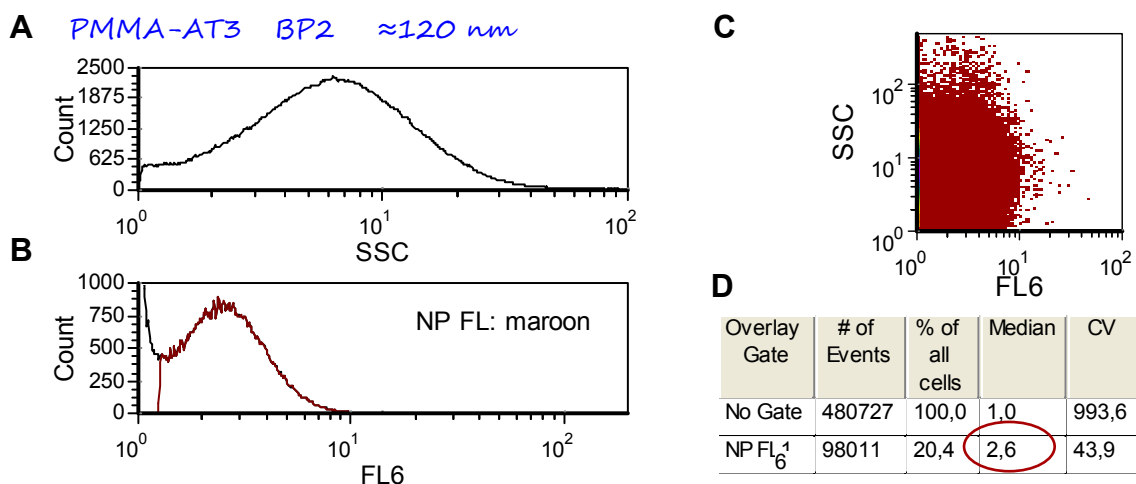 A PMMA-AT3 BP2 ≈120 nm
2500
1875
1250
625
0
Count
10⁰ 10¹ 10²
SSC
B
1000
750
500
250
0
Count
NP FL: maroon
10⁰ 10¹ 10²
FL6
C
10²
10¹
10⁰
SSC
10⁰ 10¹ 10²
FL6
D
Overlay Gate # of Events % of all cells Median CV
No Gate 480727 100,0 1,0 993,6
NP FL6 98011 20,4 2,6 43,9